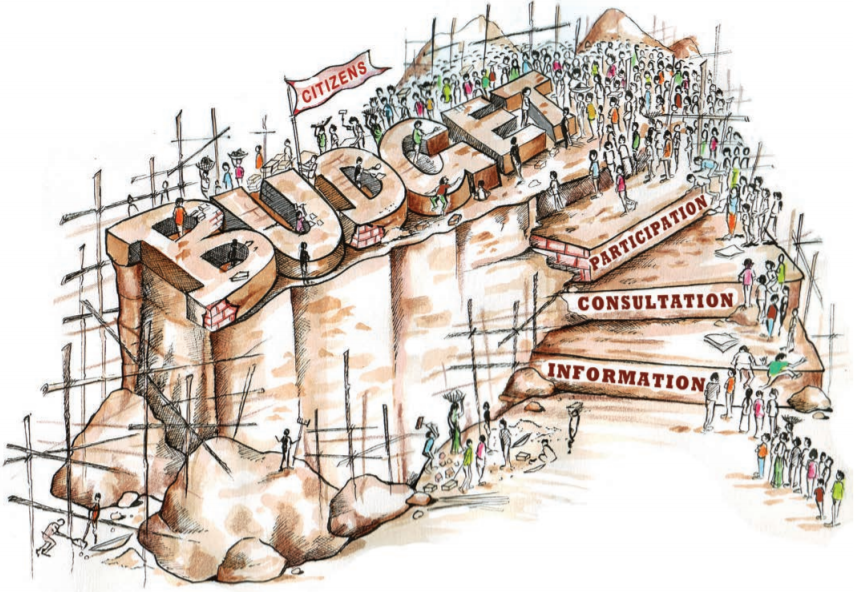 CITIZENS
BUDGET
PARTICIPATION
CONSULTATION
INFORMATION